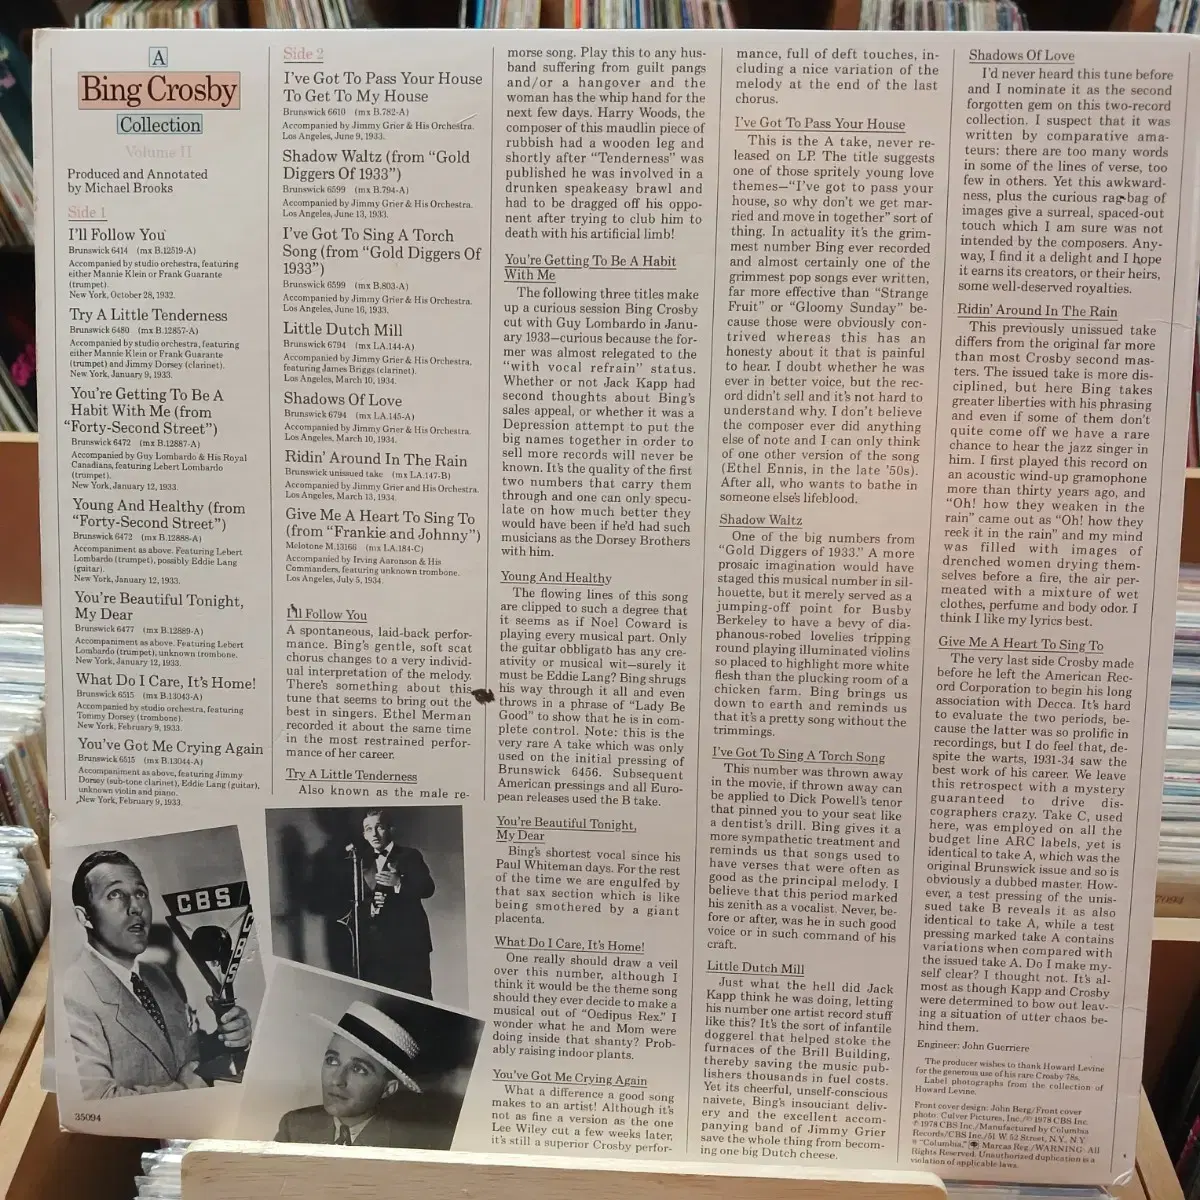 A
Bing Crosby
Collection
Volume II
Produced and Annotated
by Michael Brooks
Side 1
I'll Follow You
Brunswick 6414 (mx B.12519-A)
Accompanied by studio orchestra, featuring
either Mannie Klein or Frank Guarante
(trumpet).
New York, October 28, 1932.
Try A Little Tenderness
Brunswick 6480 (mx B.12857-A)
Accompanied by studio orchestra, featuring
either Mannie Klein or Frank Guarante
(trumpet) and Jimmy Dorsey (clarinet).
New York, January 9, 1933.
You're Getting To Be A
Habit With Me (from
"Forty-Second Street")
Brunswick 6472 (mx B.12887-A)
Accompanied by Guy Lombardo & His Royal
Canadians, featuring Lebert Lombardo
(trumpet).
New York, January 12, 1933.
Young And Healthy (from
"Forty-Second Street")
Brunswick 6472 (mx B.12888-A)
Accompaniment as above. Featuring Lebert
Lombardo (trumpet), possibly Eddie Lang
(guitar).
New York, January 12, 1933.
You're Beautiful Tonight,
My Dear
Brunswick 6477 (mx B.12889-A)
Accompaniment as above. Featuring Lebert
Lombardo (trumpet), unknown trombone.
New York, January 12, 1933.
What Do I Care, It's Home!
Brunswick 6515 (mx B.13043-A)
Accompanied by studio orchestra, featuring
Tommy Dorsey (trombone).
New York, February 9, 1933.
You've Got Me Crying Again
Brunswick 6515 (mx B.13044-A)
Accompaniment as above, featuring Jimmy
Dorsey (sub-tone clarinet), Eddie Lang (guitar),
unknown violin and piano.
New York, February 9, 1933.
CBS
CBS
35094
Side 2
I've Got To Pass Your House
To Get To My House
Brunswick 6610 (mx B.782-A)
Accompanied by Jimmy Grier & His Orchestra.
Los Angeles, June 9, 1933.
Shadow Waltz (from "Gold
Diggers Of 1933")
Brunswick 6599 (mx B.794-A)
Accompanied by Jimmy Grier & His Orchestra.
Los Angeles, June 13, 1933.
I've Got To Sing A Torch
Song (from "Gold Diggers Of
1933")
Brunswick 6599 (mx B.803-A)
Accompanied by Jimmy Grier & His Orchestra.
Los Angeles, June 16, 1933.
Little Dutch Mill
Brunswick 6794 (mx LA.144-A)
Accompanied by Jimmy Grier & His Orchestra,
featuring James Briggs (clarinet).
Los Angeles, March 10, 1934.
Shadows Of Love
Brunswick 6794 (mx LA.145-A)
Accompanied by Jimmy Grier & His Orchestra.
Los Angeles, March 10, 1934.
Ridin' Around In The Rain
Brunswick unissued take (mx LA.147-B)
Accompanied by Jimmy Grier and His Orchestra.
Los Angeles, March 13, 1934.
Give Me A Heart To Sing To
(from "Frankie and Johnny")
Melotone M.13166 (mx LA.184-C)
Accompanied by Irving Aaronson & His
Commanders, featuring unknown trombone.
Los Angeles, July 5, 1934.
I'll Follow You
A spontaneous, laid-back perfor-
mance. Bing's gentle, soft scat
chorus changes to a very individ-
ual interpretation of the melody.
There's something about this
tune that seems to bring out the
best in singers. Ethel Merman
recorded it about the same time
in the most restrained perfor-
mance of her career.
Try A Little Tenderness
Also known as the male re-
morse song. Play this to any hus-
band suffering from guilt pangs
and/or a hangover and the
woman has the whip hand for the
next few days. Harry Woods, the
composer of this maudlin piece of
rubbish had a wooden leg and
shortly after "Tenderness" was
published he was involved in a
drunken speakeasy brawl and
had to be dragged off his oppo-
nent after trying to club him to
death with his artificial limb!
You're Getting To Be A Habit
With Me
The following three titles make
up a curious session Bing Crosby
cut with Guy Lombardo in Janu-
ary 1933—curious because the for-
mer was almost relegated to the
"with vocal refrain" status.
Whether or not Jack Kapp had
second thoughts about Bing's
sales appeal, or whether it was a
Depression attempt to put the
big names together in order to
sell more records will never be
known. It's the quality of the first
two numbers that carry them
through and one can only specu-
late on how much better they
would have been if he'd had such
musicians as the Dorsey Brothers
with him.
Young And Healthy
The flowing lines of this song
are clipped to such a degree that
it seems as if Noel Coward is
playing every musical part. Only
the guitar obbligato has any cre-
ativity or musical wit—surely it
must be Eddie Lang? Bing shrugs
his way through it all and even
throws in a phrase of "Lady Be
Good" to show that he is in com-
plete control. Note: this is the
very rare A take which was only
used on the initial pressing of
Brunswick 6456. Subsequent
American pressings and all Euro-
pean releases used the B take.
You're Beautiful Tonight,
My Dear
Bing's shortest vocal since his
Paul Whiteman days. For the rest
of the time we are engulfed by
that sax section which is like
being smothered by a giant
placenta.
What Do I Care, It's Home!
One really should draw a veil
over this number, although I
think it would be the theme song
should they ever decide to make a
musical out of "Oedipus Rex." I
wonder what he and Mom were
doing inside that shanty? Prob-
ably raising indoor plants.
You've Got Me Crying Again
What a difference a good song
makes to an artist! Although it's
not as fine a version as the one
Lee Wiley cut a few weeks later,
it's still a superior Crosby perfor-
mance, full of deft touches, in-
cluding a nice variation of the
melody at the end of the last
chorus.
I've Got To Pass Your House
This is the A take, never re-
leased on LP. The title suggests
one of those spritely young love
themes—"I've got to pass your
house, so why don't we get mar-
ried and move in together" sort of
thing. In actuality it's the grim-
mest number Bing ever recorded
and almost certainly one of the
grimmest pop songs ever written,
far more effective than "Strange
Fruit" or "Gloomy Sunday" be-
cause those were obviously con-
trived whereas this has an
honesty about it that is painful
to hear. I doubt whether he was
ever in better voice, but the rec-
ord didn't sell and it's not hard to
understand why. I don't believe
the composer ever did anything
else of note and I can only think
of one other version of the song
(Ethel Ennis, in the late '50s).
After all, who wants to bathe in
someone else's lifeblood.
Shadow Waltz
One of the big numbers from
"Gold Diggers of 1933." A more
prosaic imagination would have
staged this musical number in sil-
houette, but it merely served as a
jumping-off point for Busby
Berkeley to have a bevy of dia-
phanous-robed lovelies tripping
round playing illuminated violins
so placed to highlight more white
flesh than the plucking room of a
chicken farm. Bing brings us
down to earth and reminds us
that it's a pretty song without the
trimmings.
I've Got To Sing A Torch Song
This number was thrown away
in the movie, if thrown away can
be applied to Dick Powell's tenor
that pinned you to your seat like
a dentist's drill. Bing gives it a
more sympathetic treatment and
reminds us that songs used to
have verses that were often as
good as the principal melody. I
believe that this period marked
his zenith as a vocalist. Never, be-
fore or after, was he in such good
voice or in such command of his
craft.
Little Dutch Mill
Just what the hell did Jack
Kapp think he was doing, letting
his number one artist record stuff
like this? It's the sort of infantile
doggerel that helped stoke the
furnaces of the Brill Building,
thereby saving the music pub-
lishers thousands in fuel costs.
Yet its cheerful, unself-conscious
naivete, Bing's insouciant deliv-
ery and the excellent accom-
panying band of Jimmy Grier
save the whole thing from becom-
ing one big Dutch cheese.
Shadows Of Love
I'd never heard this tune before
and I nominate it as the second
forgotten gem on this two-record
collection. I suspect that it was
written by comparative ama-
teurs: there are too many words
in some of the lines of verse, too
few in others. Yet this awkward-
ness, plus the curious rag-bag of
images give a surreal, spaced-out
touch which I am sure was not
intended by the composers. Any-
way, I find it a delight and I hope
it earns its creators, or their heirs,
some well-deserved royalties.
Ridin' Around In The Rain
This previously unissued take
differs from the original far more
than most Crosby second mas-
ters. The issued take is more dis-
ciplined, but here Bing takes
greater liberties with his phrasing
and even if some of them don't
quite come off we have a rare
chance to hear the jazz singer in
him. I first played this record on
an acoustic wind-up gramophone
more than thirty years ago, and
"Oh! how they weaken in the
rain" came out as "Oh! how they
reek it in the rain" and my mind
was filled with images of
drenched women drying them-
selves before a fire, the air per-
meated with a mixture of wet
clothes, perfume and body odor. I
think I like my lyrics best.
Give Me A Heart To Sing To
The very last side Crosby made
before he left the American Rec-
ord Corporation to begin his long
association with Decca. It's hard
to evaluate the two periods, be-
cause the latter was so prolific in
recordings, but I do feel that, de-
spite the warts, 1931-34 saw the
best work of his career. We leave
this retrospect with a mystery
guaranteed to drive dis-
cographers crazy. Take C, used
here, was employed on all the
budget line ARC labels, yet is
identical to take A, which was the
original Brunswick issue and so is
obviously a dubbed master. How-
ever, a test pressing of the unis-
sued take B reveals it as also
identical to take A, while a test
pressing marked take A contains
variations when compared with
the issued take A. Do I make my-
self clear? I thought not. It's al-
most as though Kapp and Crosby
were determined to bow out leav-
ing a situation of utter chaos be-
hind them.
Engineer: John Guerriere
The producer wishes to thank Howard Levine
for the generous use of his rare Crosby 78s.
Label photographs from the collection of
Howard Levine.
Front cover design: John Berg/Front cover
photo: Culver Pictures, Inc./© 1978 CBS Inc.
℗ 1978 CBS Inc./Manufactured by Columbia
Records/CBS Inc./51 W. 52 Street, N.Y., N.Y.
® "Columbia," Marcas Reg./WARNING: All
Rights Reserved. Unauthorized duplication is a
violation of applicable laws.